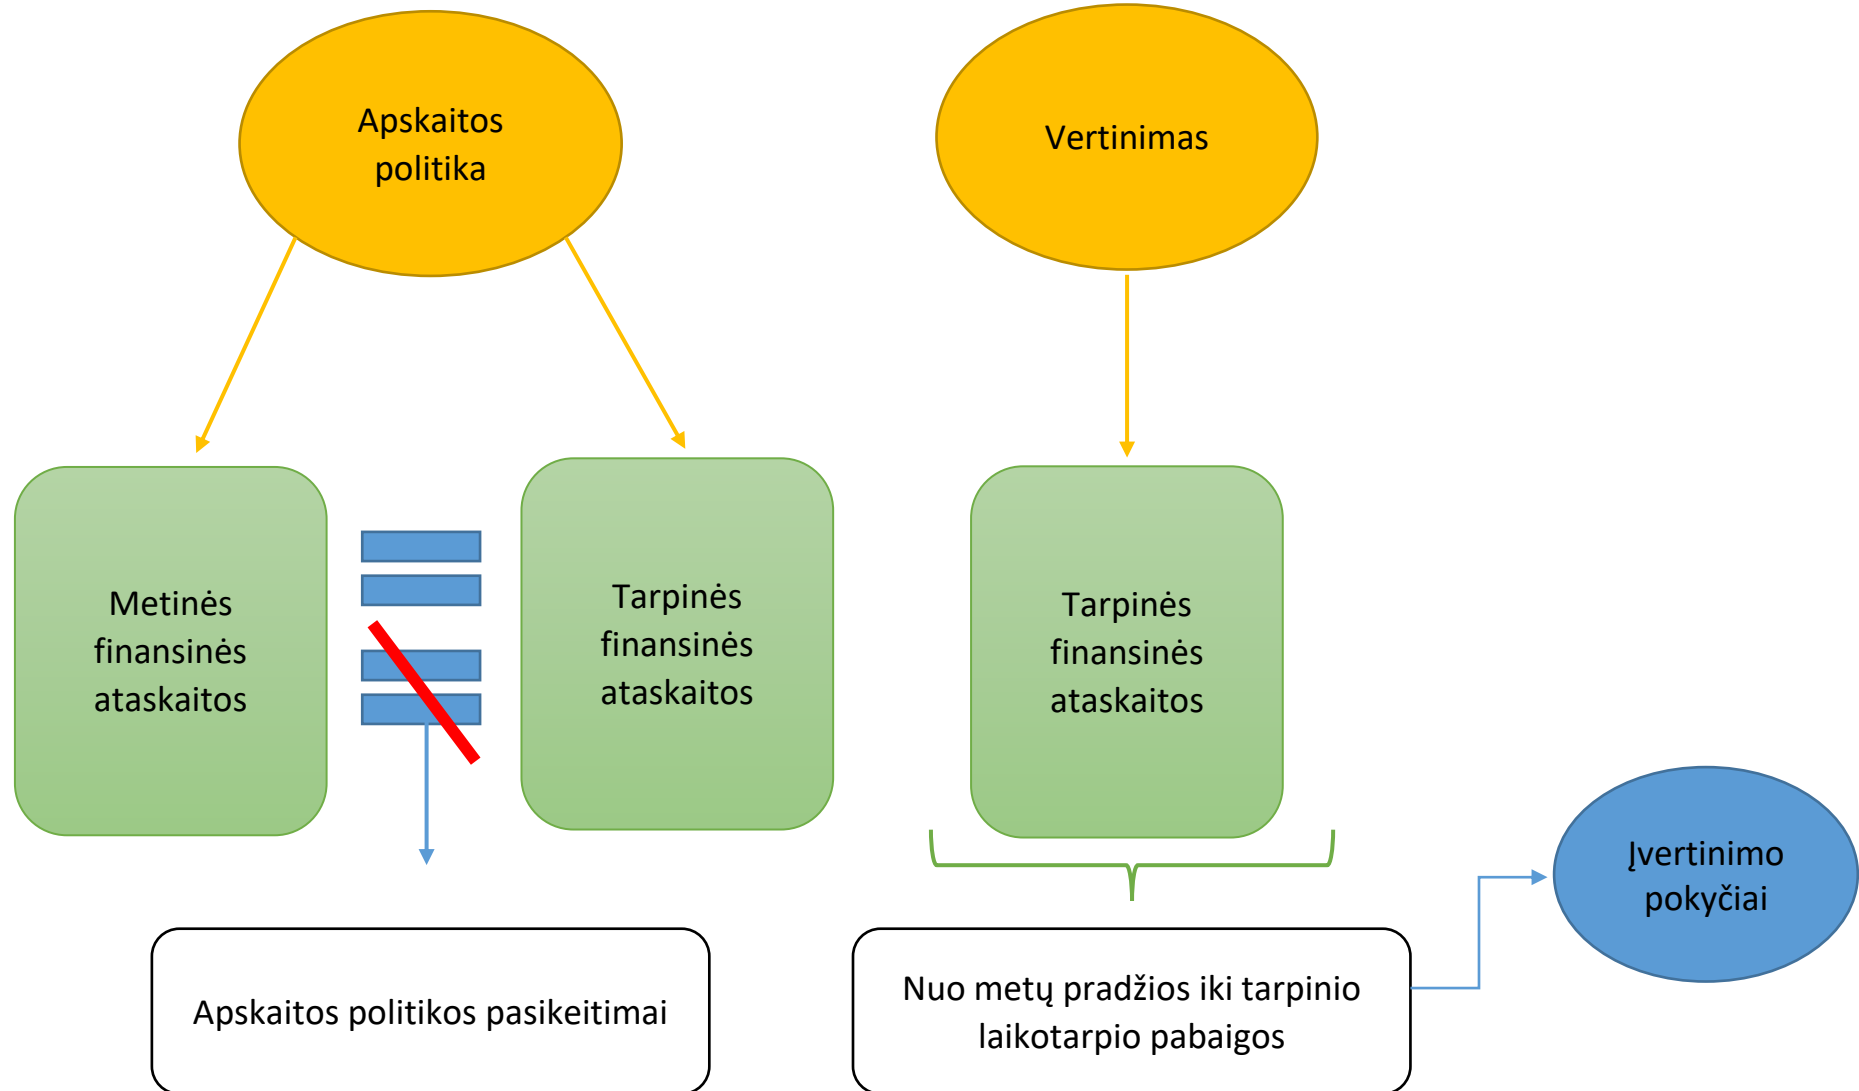 Apskaitos
politika
Vertinimas
Metinės
finansinės
ataskaitos
Tarpinės
finansinės
ataskaitos
Tarpinės
finansinės
ataskaitos
Įvertinimo
pokyčiai
Apskaitos politikos pasikeitimai
Nuo metų pradžios iki tarpinio
laikotarpio pabaigos